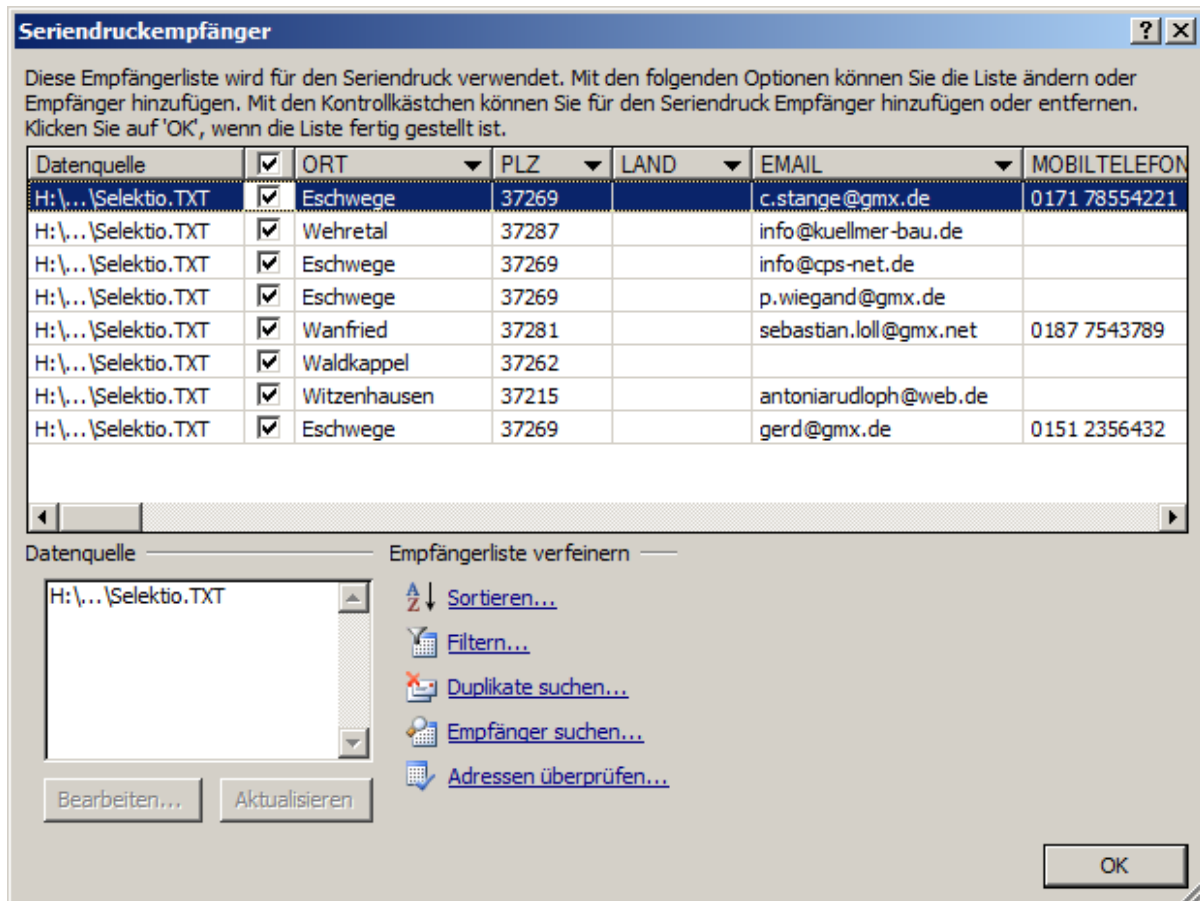 Seriendruckempfänger
Diese Empfängerliste wird für den Seriendruck verwendet. Mit den folgenden Optionen können Sie die Liste ändern oder
Empfänger hinzufügen. Mit den Kontrollkästchen können Sie für den Seriendruck Empfänger hinzufügen oder entfernen.
Klicken Sie auf 'OK', wenn die Liste fertig gestellt ist.
Datenquelle ORT PLZ LAND EMAIL MOBILTELEFON
H:\...\Selektio.TXT Eschwege 37269 c.stange@gmx.de 0171 78554221
H:\...\Selektio.TXT Wehretal 37287 info@kuellmer-bau.de
H:\...\Selektio.TXT Eschwege 37269 info@cps-net.de
H:\...\Selektio.TXT Eschwege 37269 p.wiegand@gmx.de
H:\...\Selektio.TXT Wanfried 37281 sebastian.loll@gmx.net 0187 7543789
H:\...\Selektio.TXT Waldkappel 37262
H:\...\Selektio.TXT Witzenhausen 37215 antoniarudloph@web.de
H:\...\Selektio.TXT Eschwege 37269 gerd@gmx.de 0151 2356432
Datenquelle
H:\...\Selektio.TXT
Bearbeiten... Aktualisieren
Empfängerliste verfeinern
Sortieren...
Filtern...
Duplikate suchen...
Empfänger suchen...
Adressen überprüfen...
OK